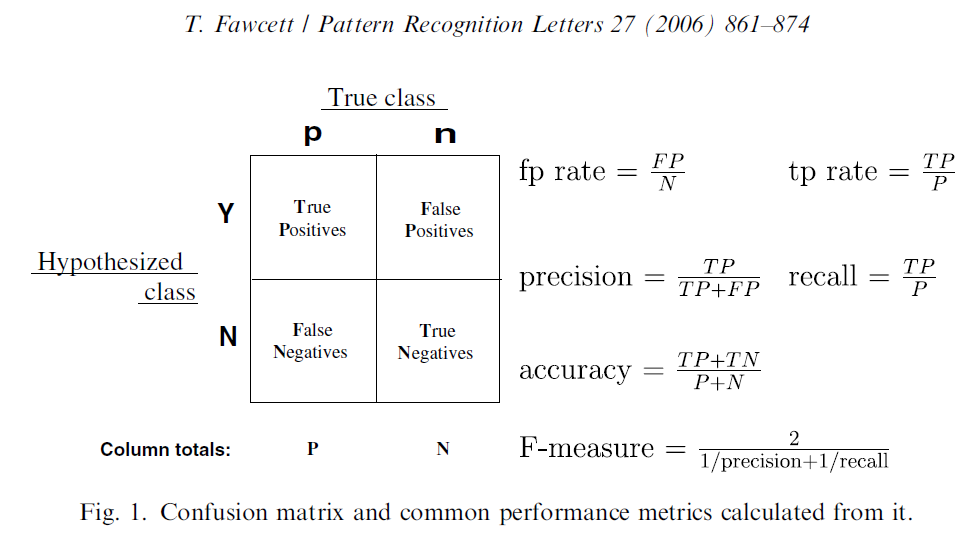 T. Fawcett / Pattern Recognition Letters 27 (2006) 861–874
True class
p n
fp rate = FP/N tp rate = TP/P
Y True Positives False Positives
Hypothesized class
precision = TP/TP+FP recall = TP/P
N False Negatives True Negatives
accuracy = TP+TN/P+N
Column totals: P N
F-measure = 2/1/precision+1/recall
Fig. 1. Confusion matrix and common performance metrics calculated from it.